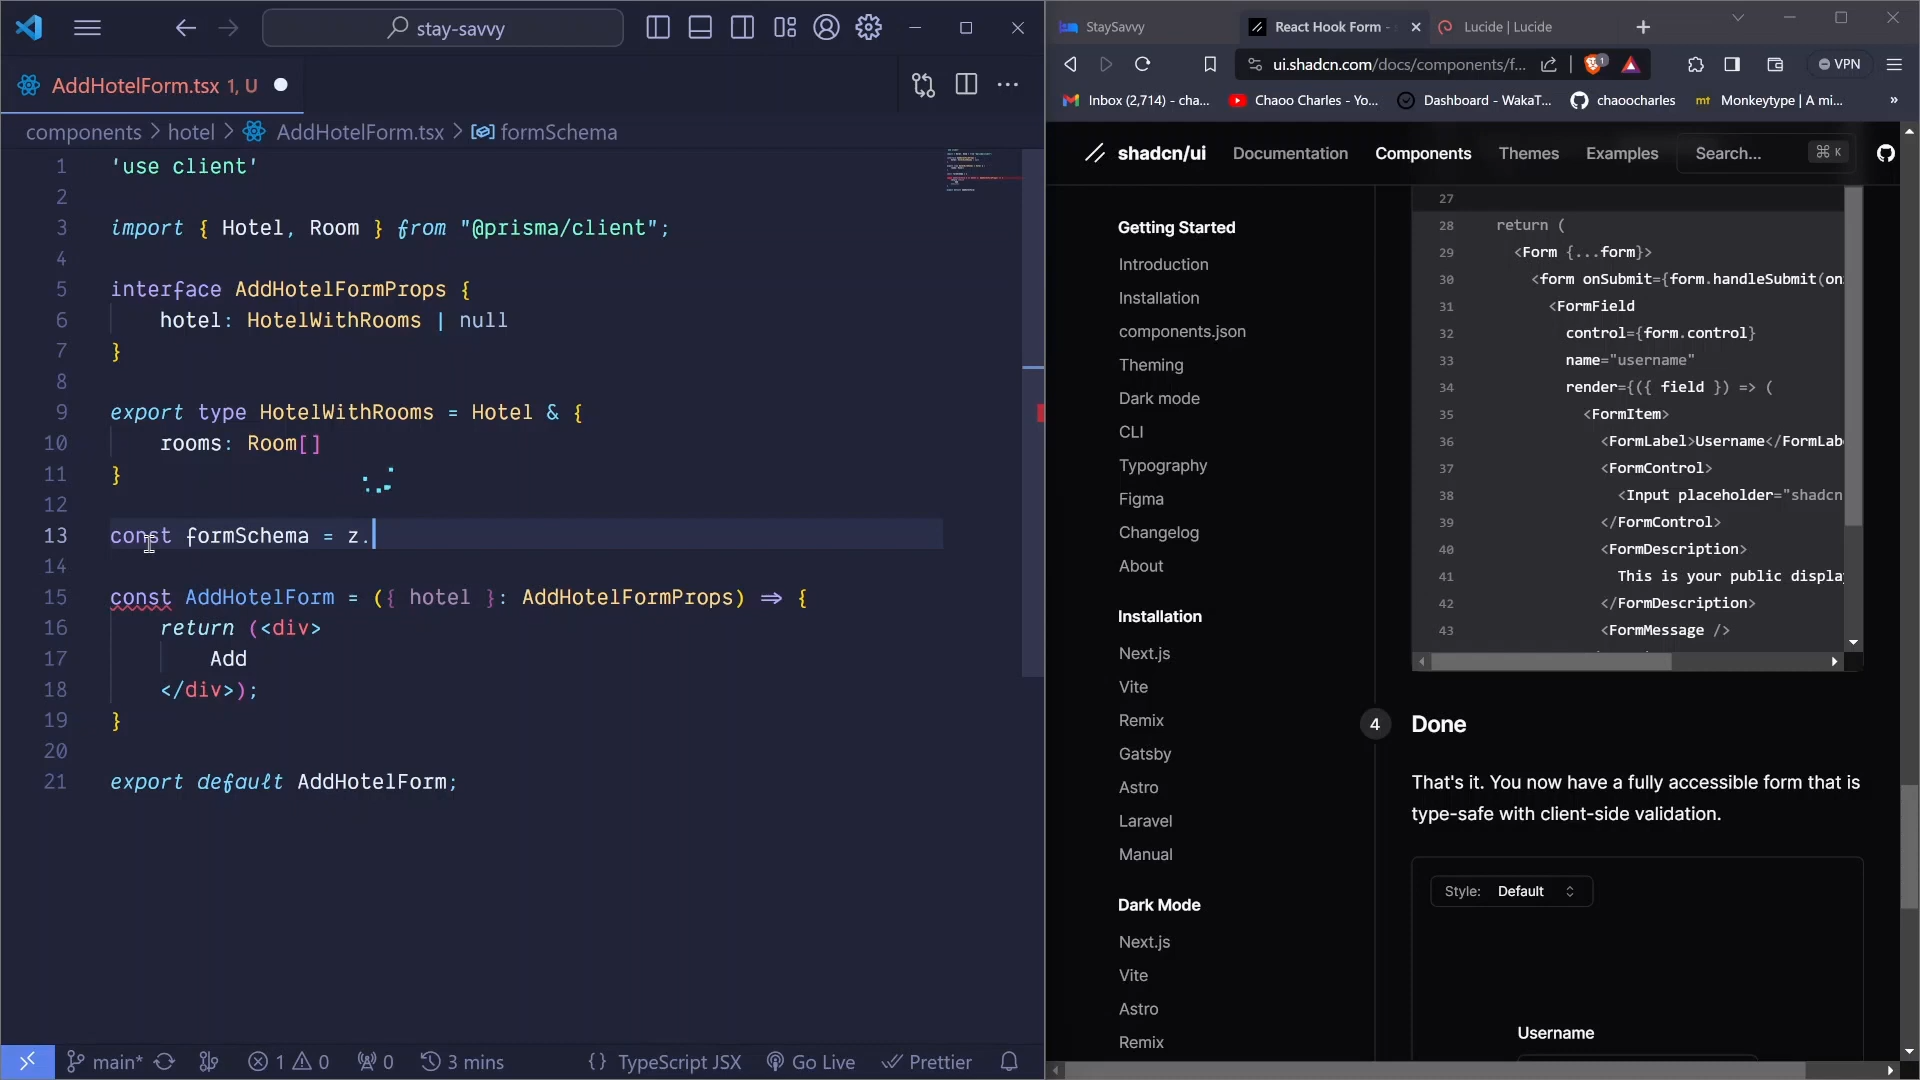 stay-savvy
AddHotelForm.tsx 1, U
components > hotel > AddHotelForm.tsx > formSchema
1 'use client'
2
3 import { Hotel, Room } from "@prisma/client";
4
5 interface AddHotelFormProps {
6 hotel: HotelWithRooms | null
7 }
8
9 export type HotelWithRooms = Hotel & {
10 rooms: Room[]
11 }
12
13 const formSchema = z.
14
15 const AddHotelForm = ({ hotel }: AddHotelFormProps) => {
16 return (<div>
17 Add
18 </div>);
19 }
20
21 export default AddHotelForm;
main* 1 0 0 3 mins {} TypeScript JSX Go Live Prettier
StaySavvy
React Hook Form -
Lucide | Lucide
ui.shadcn.com/docs/components/f...
1
VPN
Inbox (2,714) - cha...
Chaoo Charles - Yo...
Dashboard - WakaT...
chaoocharles
mt Monkeytype | A mi...
»
shadcn/ui Documentation Components Themes Examples Search... ⌘ K
Getting Started
Introduction
Installation
components.json
Theming
Dark mode
CLI
Typography
Figma
Changelog
About
Installation
Next.js
Vite
Remix
Gatsby
Astro
Laravel
Manual
Dark Mode
Next.js
Vite
Astro
Remix
27
28 return (
29 <Form {...form}>
30 <form onSubmit={form.handleSubmit(on
31 <FormField
32 control={form.control}
33 name="username"
34 render={({ field }) => (
35 <FormItem>
36 <FormLabel>Username</FormLab
37 <FormControl>
38 <Input placeholder="shadcn
39 </FormControl>
40 <FormDescription>
41 This is your public displa
42 </FormDescription>
43 <FormMessage />
4 Done
That's it. You now have a fully accessible form that is
type-safe with client-side validation.
Style: Default
Username